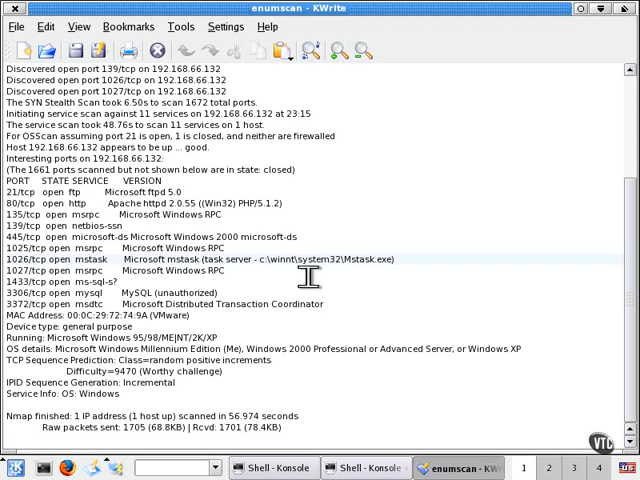 enumscan - KWrite
File Edit View Bookmarks Tools Settings Help
Discovered open port 139/tcp on 192.168.66.132
Discovered open port 1026/tcp on 192.168.66.132
Discovered open port 1027/tcp on 192.168.66.132
The SYN Stealth Scan took 6.50s to scan 1672 total ports.
Initiating service scan against 11 services on 192.168.66.132 at 23:15
The service scan took 48.76s to scan 11 services on 1 host.
For OSScan assuming port 21 is open, 1 is closed, and neither are firewalled
Host 192.168.66.132 appears to be up ... good.
Interesting ports on 192.168.66.132:
(The 1661 ports scanned but not shown below are in state: closed)
PORT STATE SERVICE VERSION
21/tcp open ftp Microsoft ftpd 5.0
80/tcp open http Apache httpd 2.0.55 ((Win32) PHP/5.1.2)
135/tcp open msrpc Microsoft Windows RPC
139/tcp open netbios-ssn
445/tcp open microsoft-ds Microsoft Windows 2000 microsoft-ds
1025/tcp open msrpc Microsoft Windows RPC
1026/tcp open mstask Microsoft mstask (task server - c:\winnt\system32\Mstask.exe)
1027/tcp open msrpc Microsoft Windows RPC
1433/tcp open ms-sql-s?
3306/tcp open mysql MySQL (unauthorized)
3372/tcp open msdtc Microsoft Distributed Transaction Coordinator
MAC Address: 00:0C:29:72:74:9A (VMware)
Device type: general purpose
Running: Microsoft Windows 95/98/ME|NT/2K/XP
OS details: Microsoft Windows Millennium Edition (Me), Windows 2000 Professional or Advanced Server, or Windows XP
TCP Sequence Prediction: Class=random positive increments
Difficulty=9470 (Worthy challenge)
IPID Sequence Generation: Incremental
Service Info: OS: Windows
Nmap finished: 1 IP address (1 host up) scanned in 56.974 seconds
Raw packets sent: 1705 (68.8KB) | Rcvd: 1701 (78.4KB)
VTC
Shell - Konsole Shell - Konsole enumscan - KWr 1 2 3 4 us